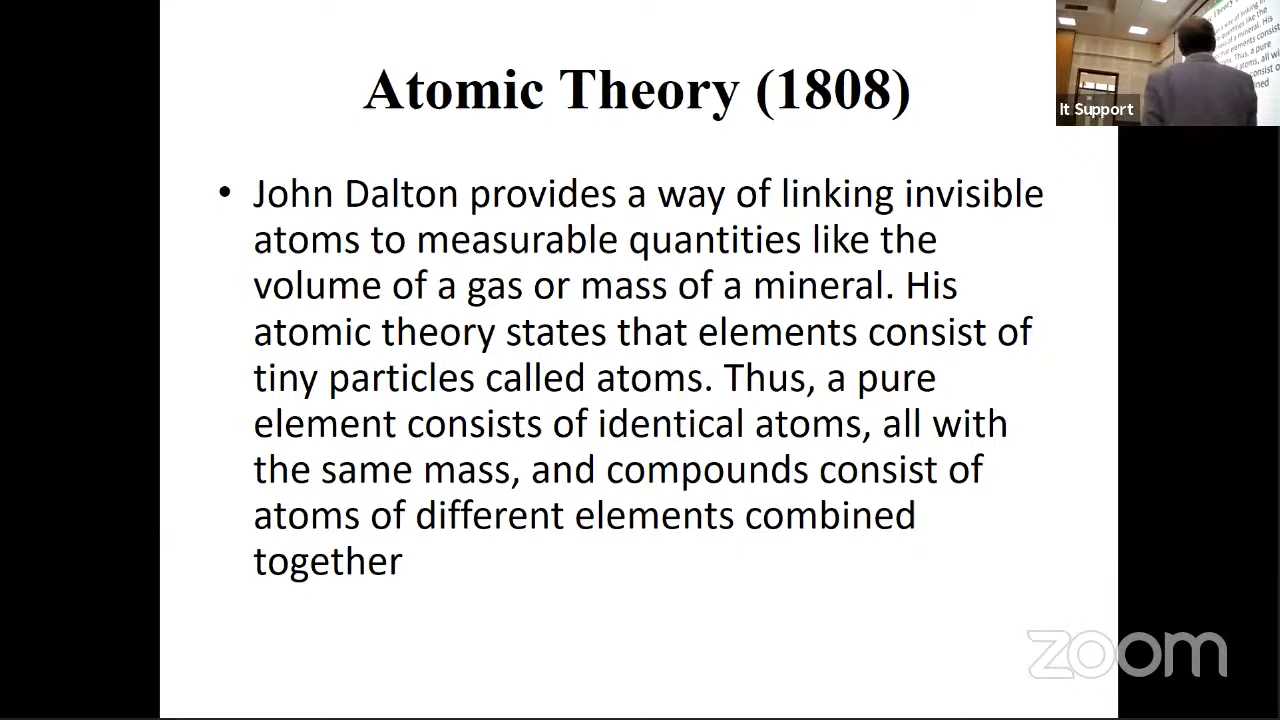 Atomic Theory (1808)
• John Dalton provides a way of linking invisible
atoms to measurable quantities like the
volume of a gas or mass of a mineral. His
atomic theory states that elements consist of
tiny particles called atoms. Thus, a pure
element consists of identical atoms, all with
the same mass, and compounds consist of
atoms of different elements combined
together
It Support
zoom